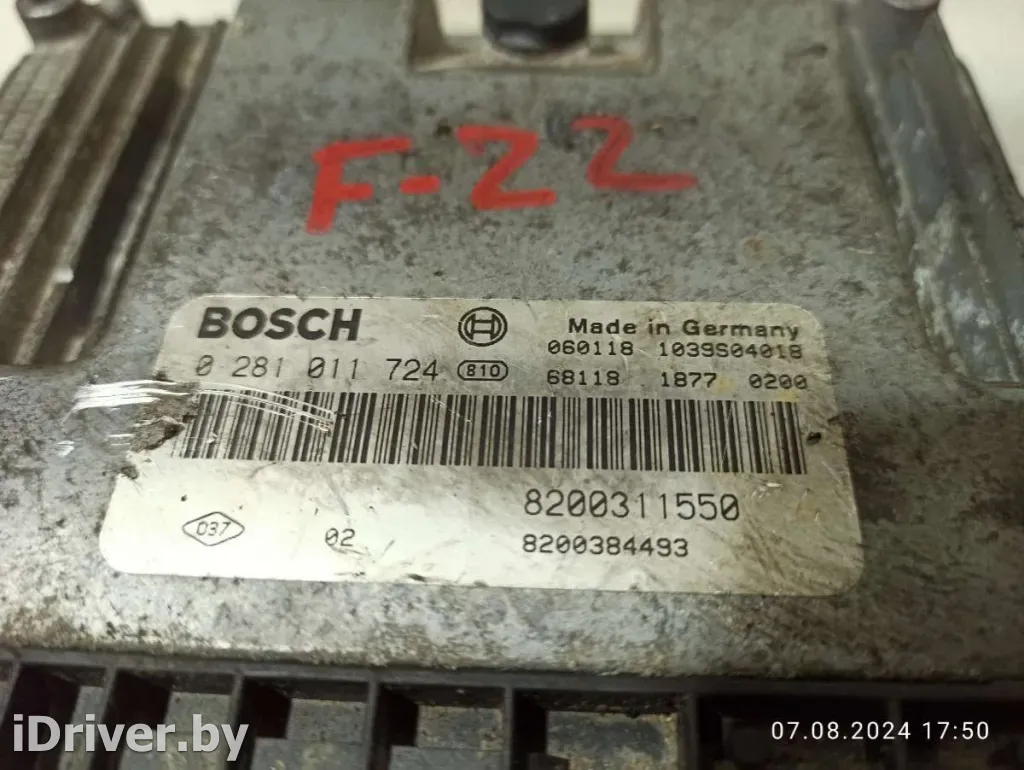 F-22
BOSCH
Made in Germany
060118 1039S04018
0 281 011 724 810
68118 1877 0200
8200311550
D37
02
8200384493
iDriver.by
07.08.2024 17:50